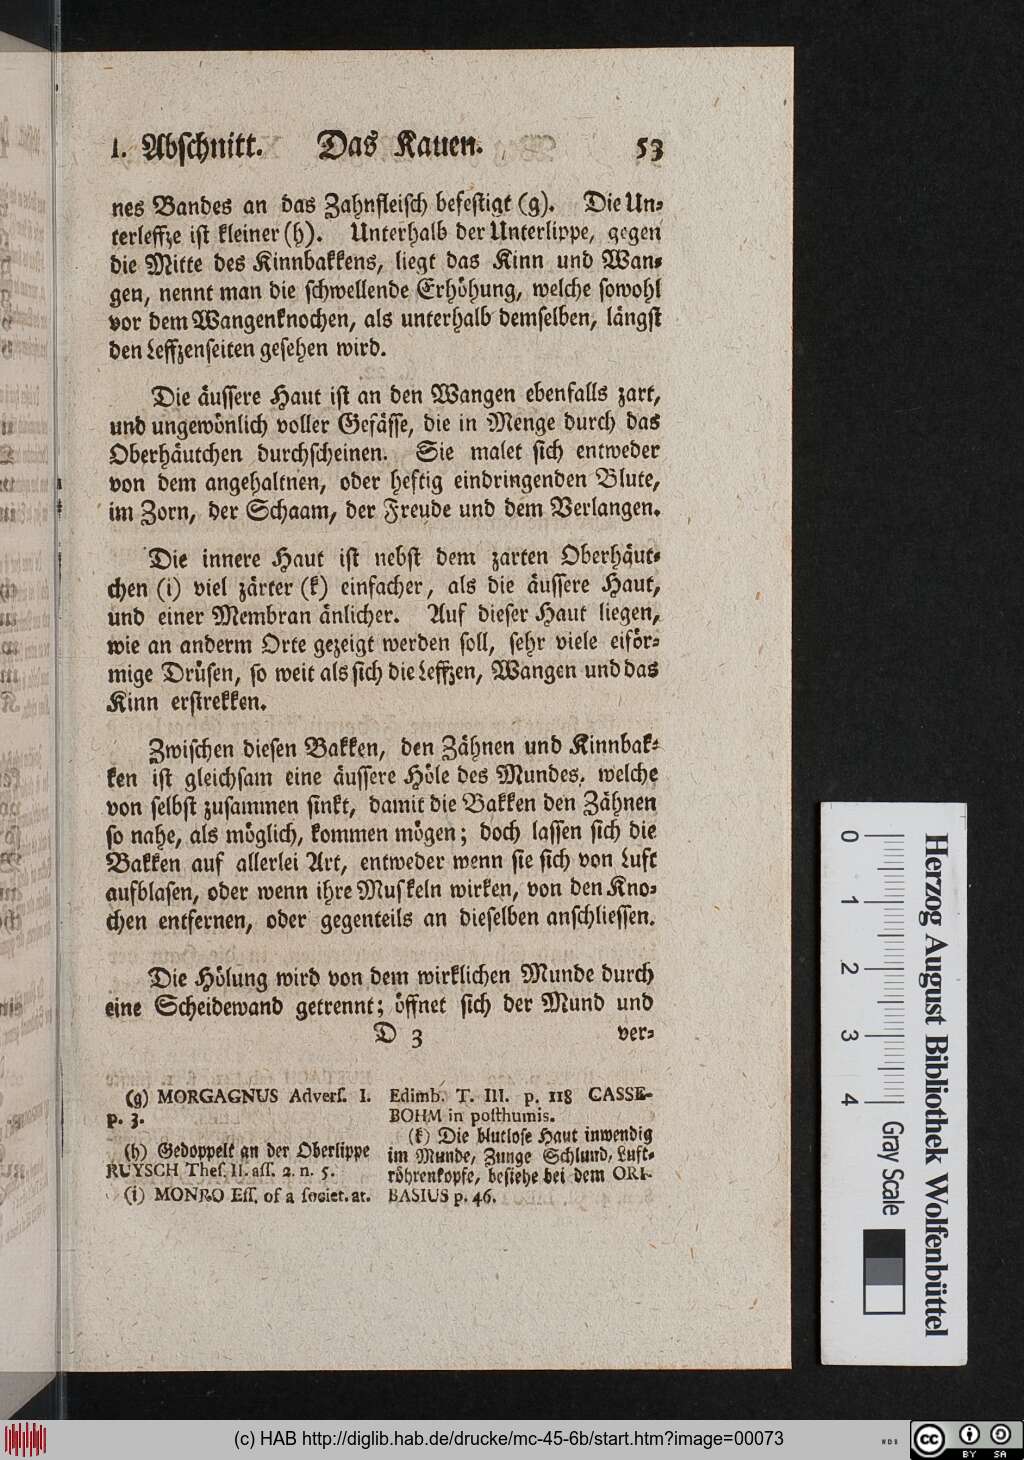 I. Abschnitt. Das Kauen. 53
nes Bandes an das Zahnfleisch befestigt (g). Die Un-
terleffze ist kleiner (h). Unterhalb der Unterlippe, gegen
die Mitte des Kinnbakkens, liegt das Kinn und Wan-
gen, nennt man die schwellende Erhöhung, welche sowohl
vor dem Wangenknochen, als unterhalb demselben, längst
den Leffzenseiten gesehen wird.
Die äussere Haut ist an den Wangen ebenfalls zart,
und ungewönlich voller Gefässe, die in Menge durch das
Oberhäutchen durchscheinen. Sie malet sich entweder
von dem angehaltnen, oder heftig eindringenden Blute,
im Zorn, der Schaam, der Freude und dem Verlangen.
Die innere Haut ist nebst dem zarten Oberhäut-
chen (i) viel zärter (k) einfacher, als die äussere Haut,
und einer Membran änlicher. Auf dieser Haut liegen,
wie an anderm Orte gezeigt werden soll, sehr viele eiför-
mige Drüsen, so weit als sich die Leffzen, Wangen und das
Kinn erstrekken.
Zwischen diesen Bakken, den Zähnen und Kinnbak-
ken ist gleichsam eine äussere Höle des Mundes, welche
von selbst zusammen sinkt, damit die Bakken den Zähnen
so nahe, als möglich, kommen mögen; doch lassen sich die
Bakken auf allerlei Art, entweder wenn sie sich von Luft
aufblasen, oder wenn ihre Muskeln wirken, von den Kno-
chen entfernen, oder gegenteils an dieselben anschliessen.
Die Hölung wird von dem wirklichen Munde durch
eine Scheidewand getrennt; öffnet sich der Mund und
D 3 ver-
(g) MORGAGNUS Advers. I.
p. 3.
(h) Gedoppelt an der Oberlippe
RUYSCH Thes. II. ass. 2. n. 5.
(i) MONRO Ess. of a societ. at.
Edimb. T. III. p. 118 CASSE-
BOHM in posthumis.
(k) Die blutlose Haut inwendig
im Munde, Zunge Schlund, Luft-
röhrenkopfe, besiehe bei dem ORI-
BASIUS p. 46.
Herzog August Bibliothek Wolfenbüttel
0 1 2 3 4 Gray Scale
(c) HAB http://diglib.hab.de/drucke/mc-45-6b/start.htm?image=00073
cc BY SA